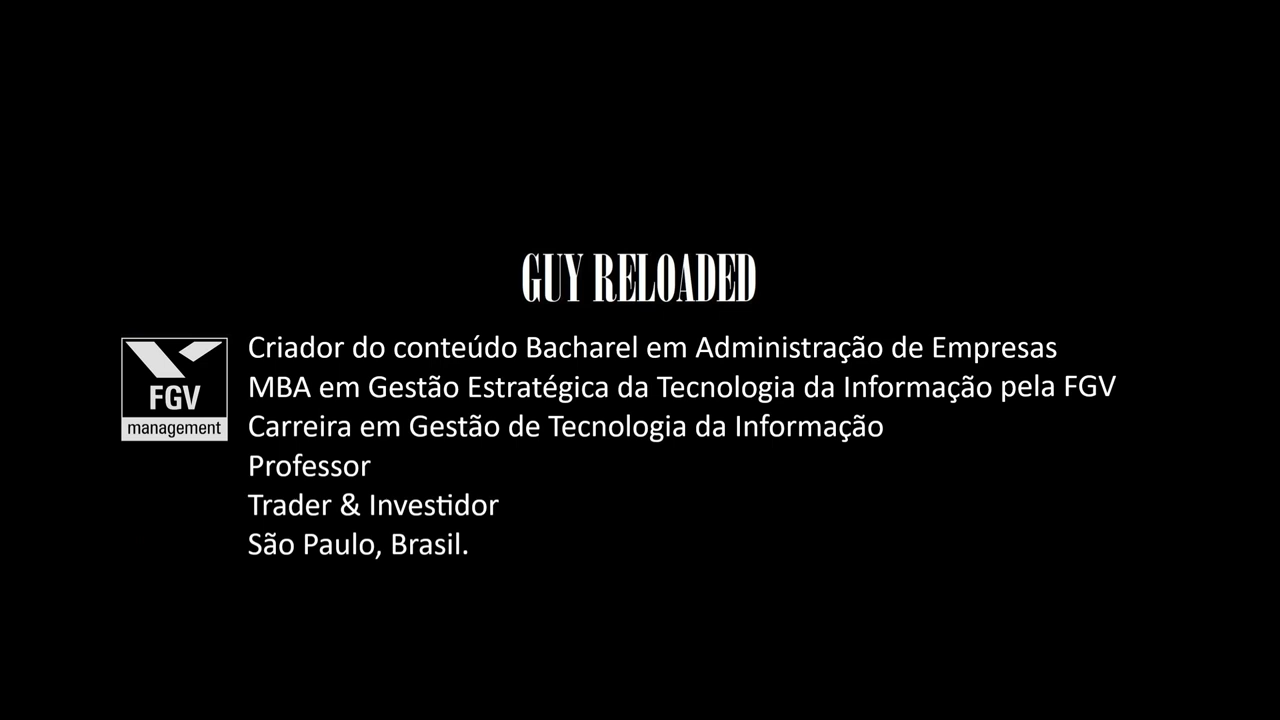 GUY RELOADED
FGV
management
Criador do conteúdo Bacharel em Administração de Empresas
MBA em Gestão Estratégica da Tecnologia da Informação pela FGV
Carreira em Gestão de Tecnologia da Informação
Professor
Trader & Investidor
São Paulo, Brasil.